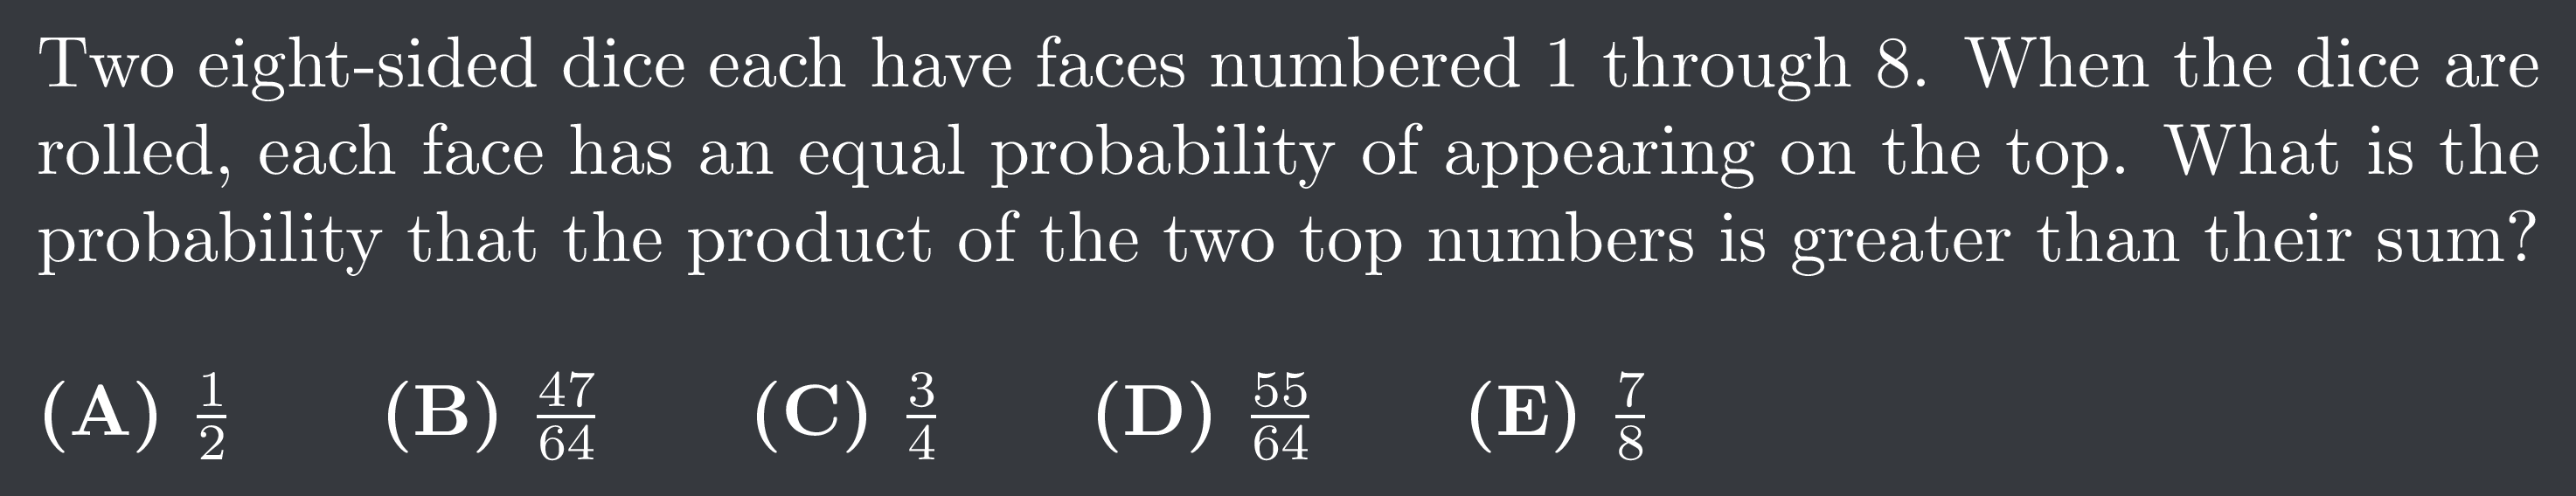 Two eight-sided dice each have faces numbered 1 through 8. When the dice are
rolled, each face has an equal probability of appearing on the top. What is the
probability that the product of the two top numbers is greater than their sum?
(A) 1/2 (B) 47/64 (C) 3/4 (D) 55/64 (E) 7/8